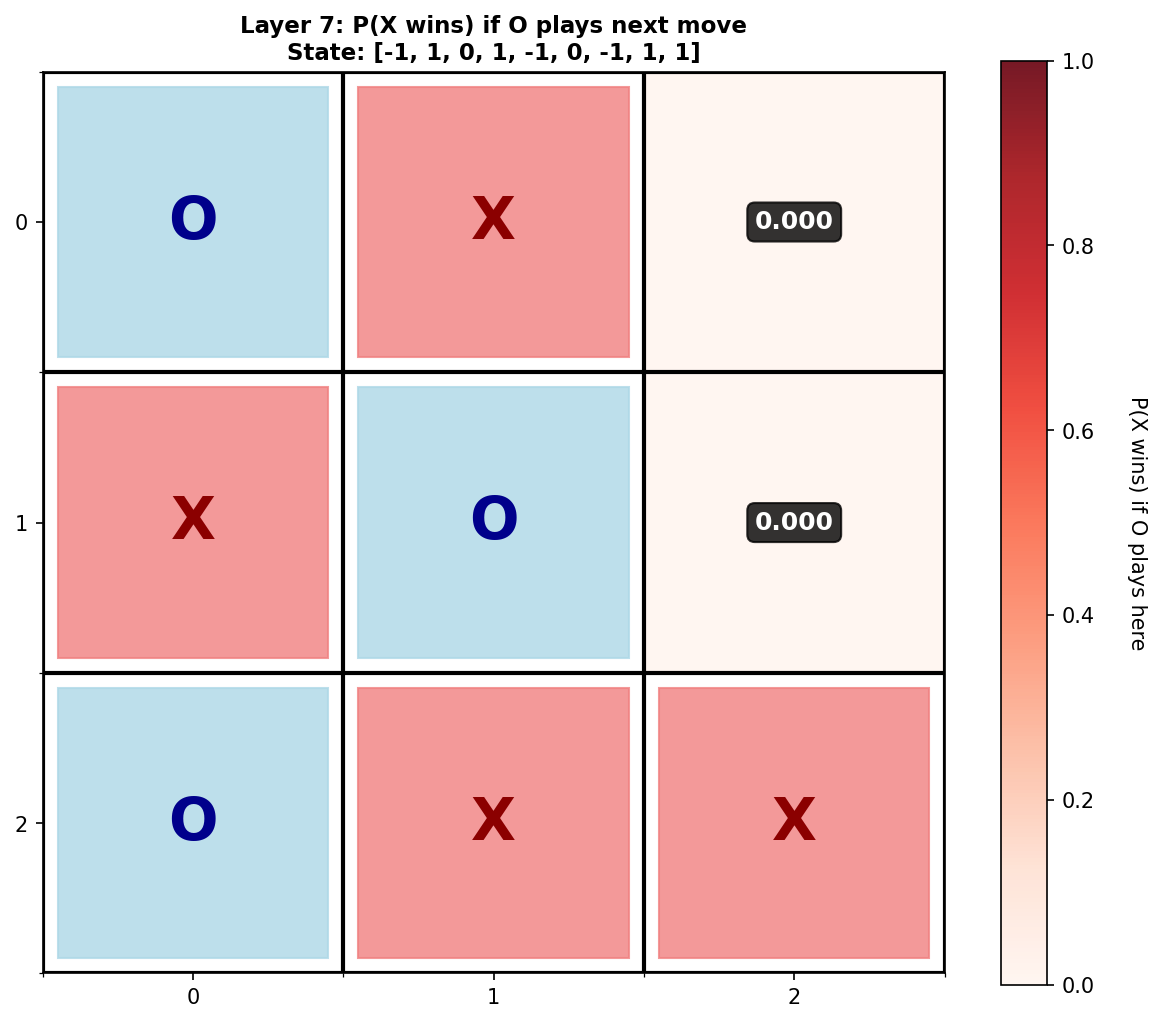 Layer 7: P(X wins) if O plays next move
State: [-1, 1, 0, 1, -1, 0, -1, 1, 1]
0
O
X
0.000
1
X
O
0.000
2
O
X
X
0
1
2
1.0
0.8
0.6
0.4
0.2
0.0
P(X wins) if O plays here